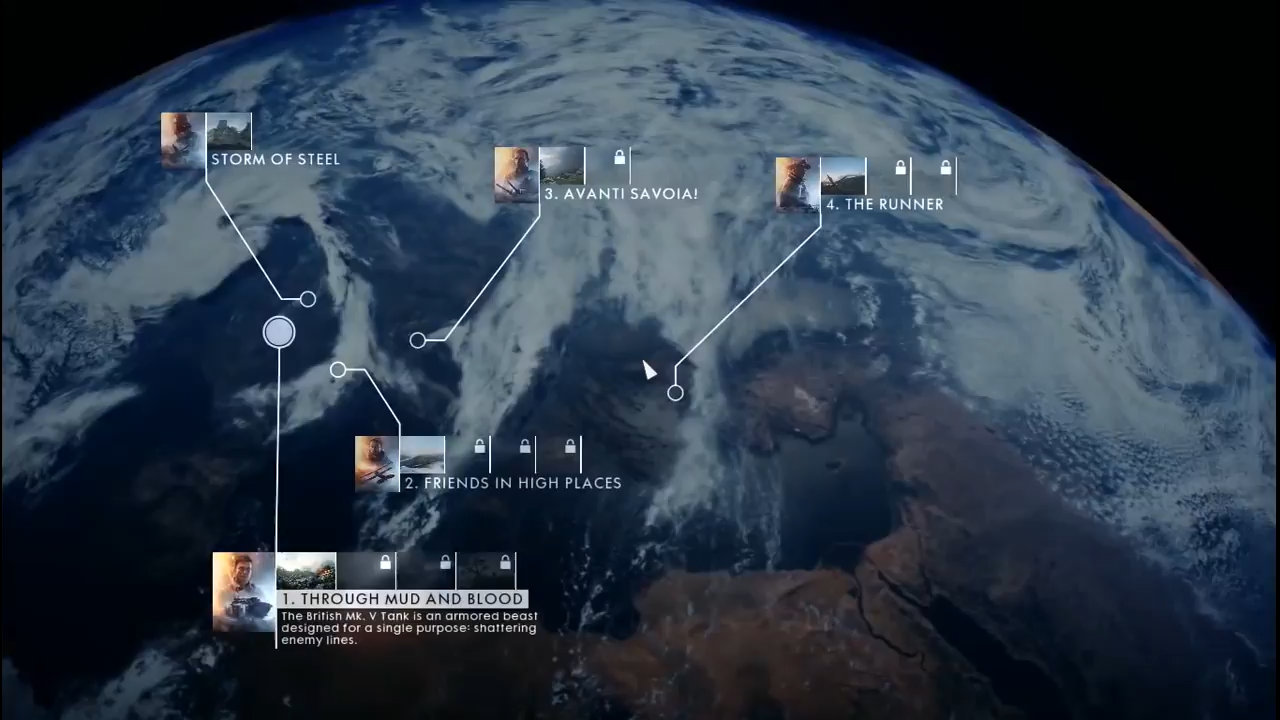 STORM OF STEEL
3. AVANTI SAVOIA!
4. THE RUNNER
2. FRIENDS IN HIGH PLACES
1. THROUGH MUD AND BLOOD
The British Mk. V Tank is an armored beast
designed for a single purpose: shattering
enemy lines.